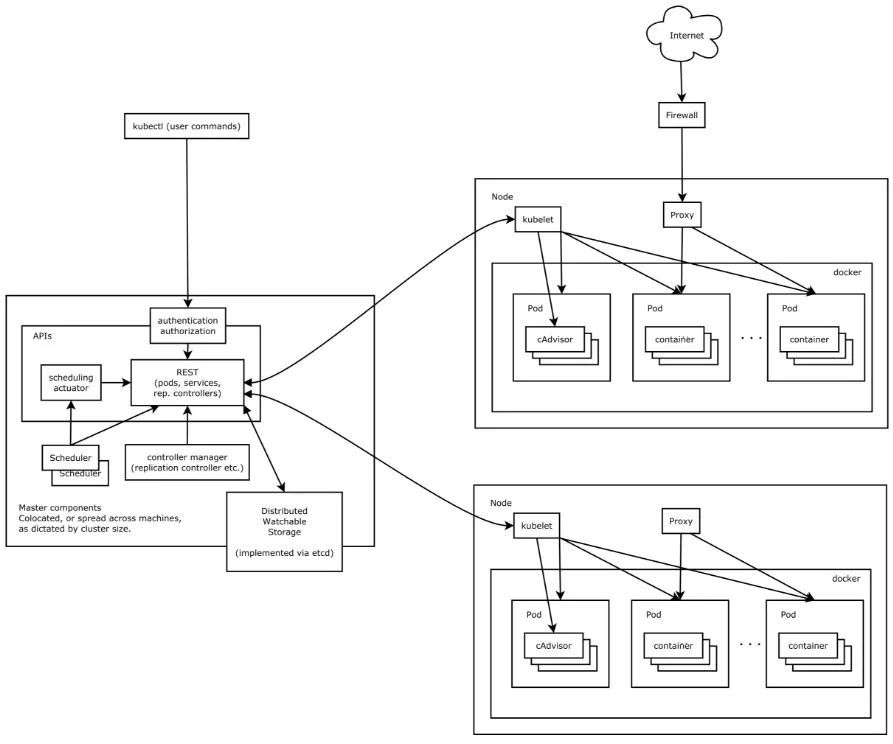 Internet
kubectl (user commands)
Firewall
Node
kubelet
Proxy
docker
Pod
Pod
Pod
cAdvisor
container
. . .
container
authentication
authorization
APIs
REST
(pods, services,
rep. controllers)
scheduling
actuator
Scheduler
Scheduler
controller manager
(replication controller etc.)
Master components
Colocated, or spread across machines,
as dictated by cluster size.
Distributed
Watchable
Storage
(implemented via etcd)
Node
kubelet
Proxy
docker
Pod
Pod
Pod
cAdvisor
container
. . .
container